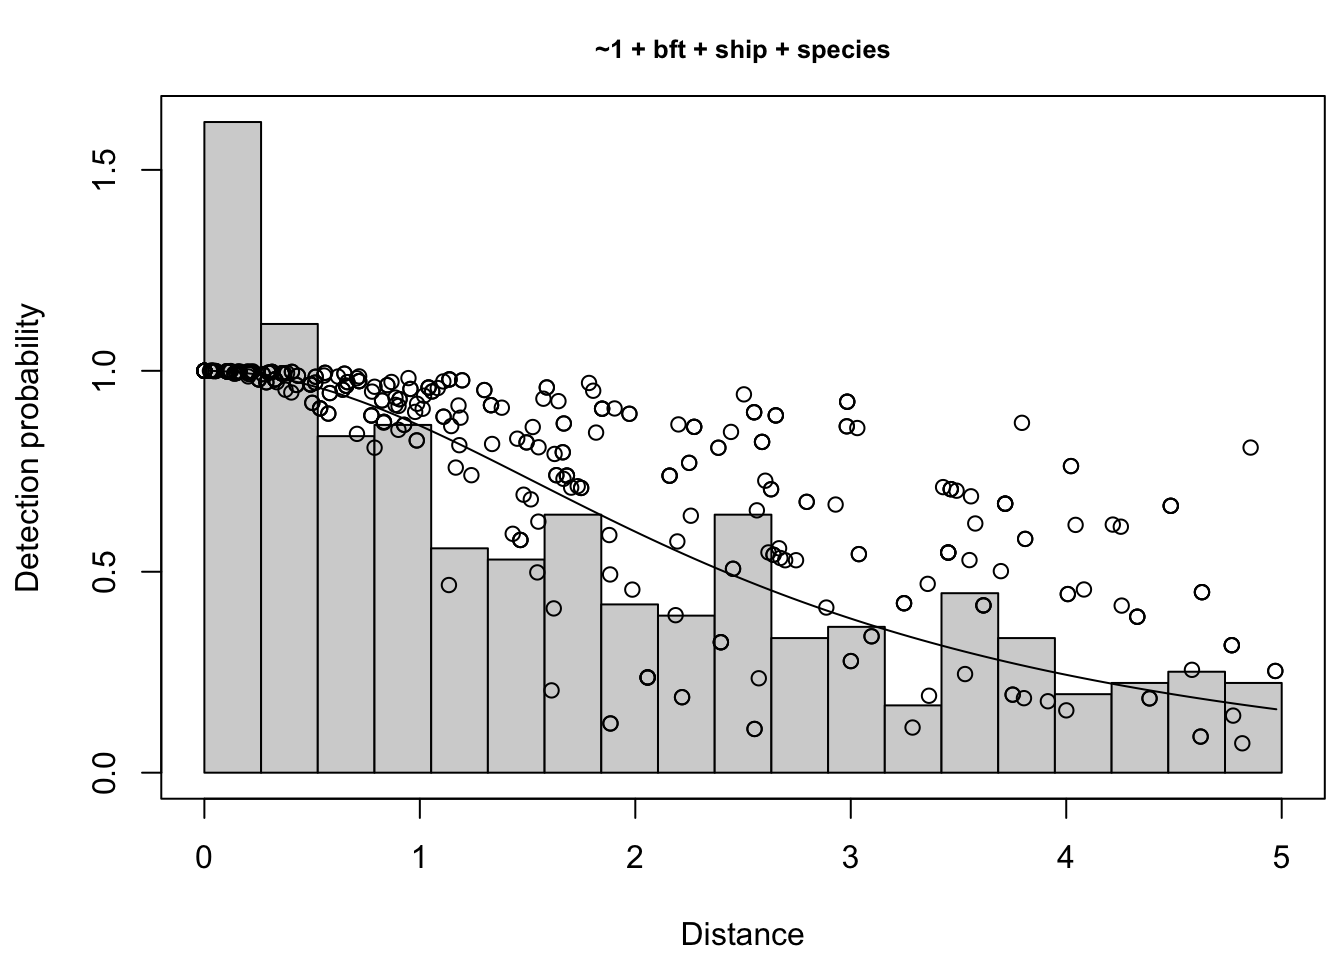 ~1 + bft + ship + species
Detection probability
1.5
1.0
0.5
0.0
0 1 2 3 4 5
Distance